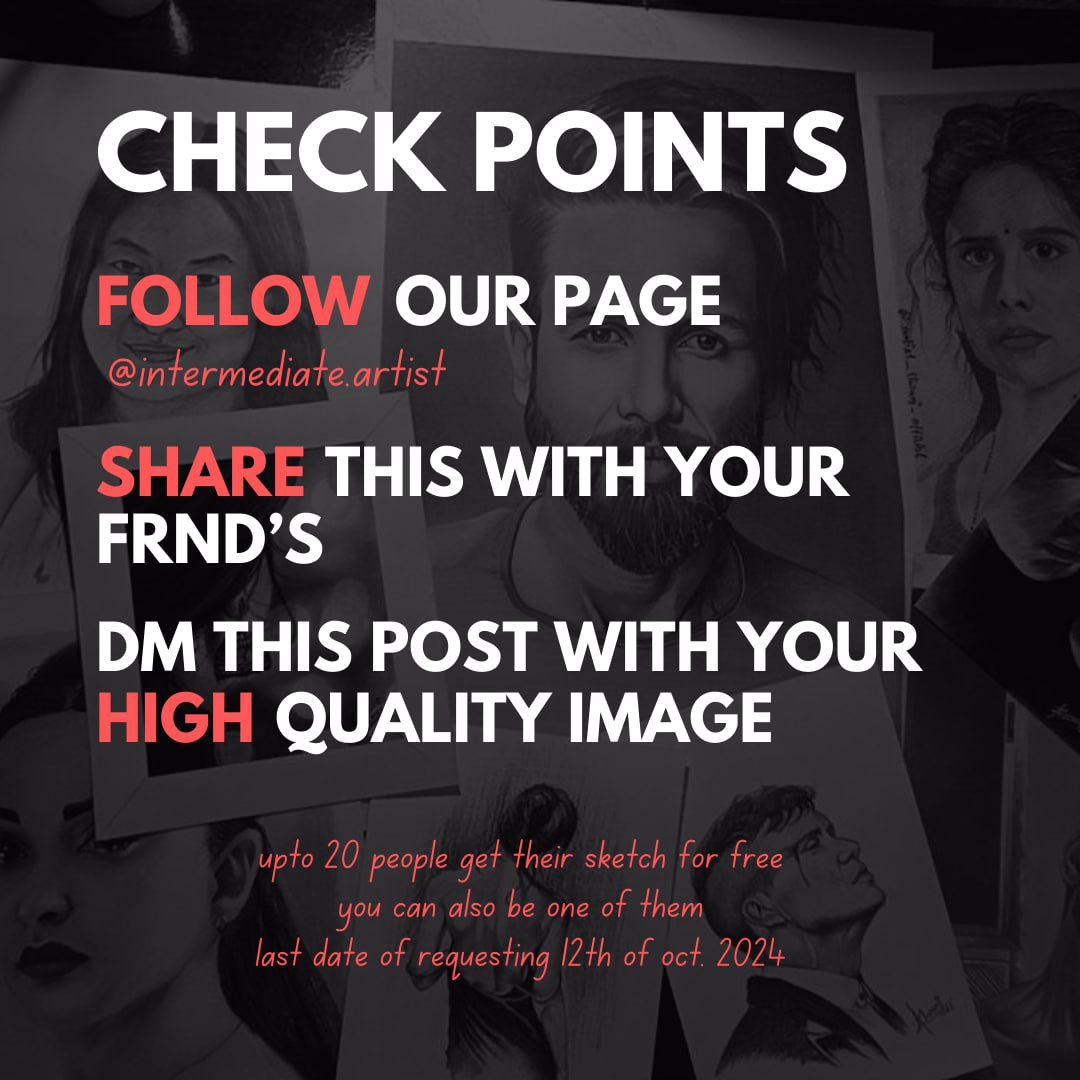 CHECK POINTS
FOLLOW OUR PAGE
@intermediate.artist
SHARE THIS WITH YOUR
FRND’S
DM THIS POST WITH YOUR
HIGH QUALITY IMAGE
upto 20 people get their sketch for free
you can also be one of them
last date of requesting 12th of oct. 2024